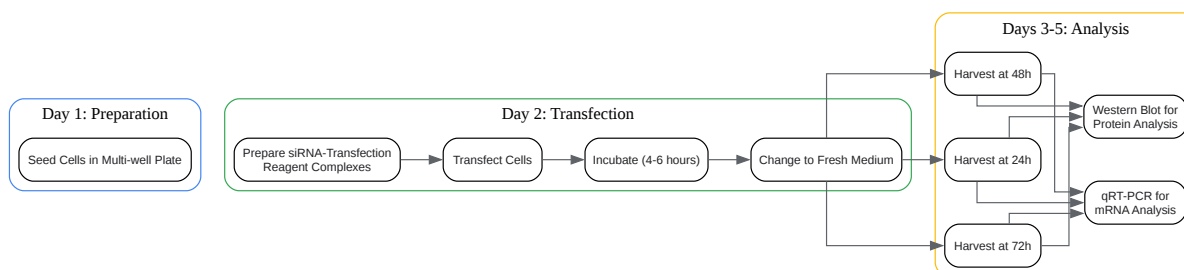 Day 1: Preparation
Seed Cells in Multi-well Plate
Day 2: Transfection
Prepare siRNA-Transfection
Reagent Complexes
Transfect Cells
Incubate (4-6 hours)
Change to Fresh Medium
Days 3-5: Analysis
Harvest at 48h
Harvest at 24h
Harvest at 72h
Western Blot for
Protein Analysis
qRT-PCR for
mRNA Analysis